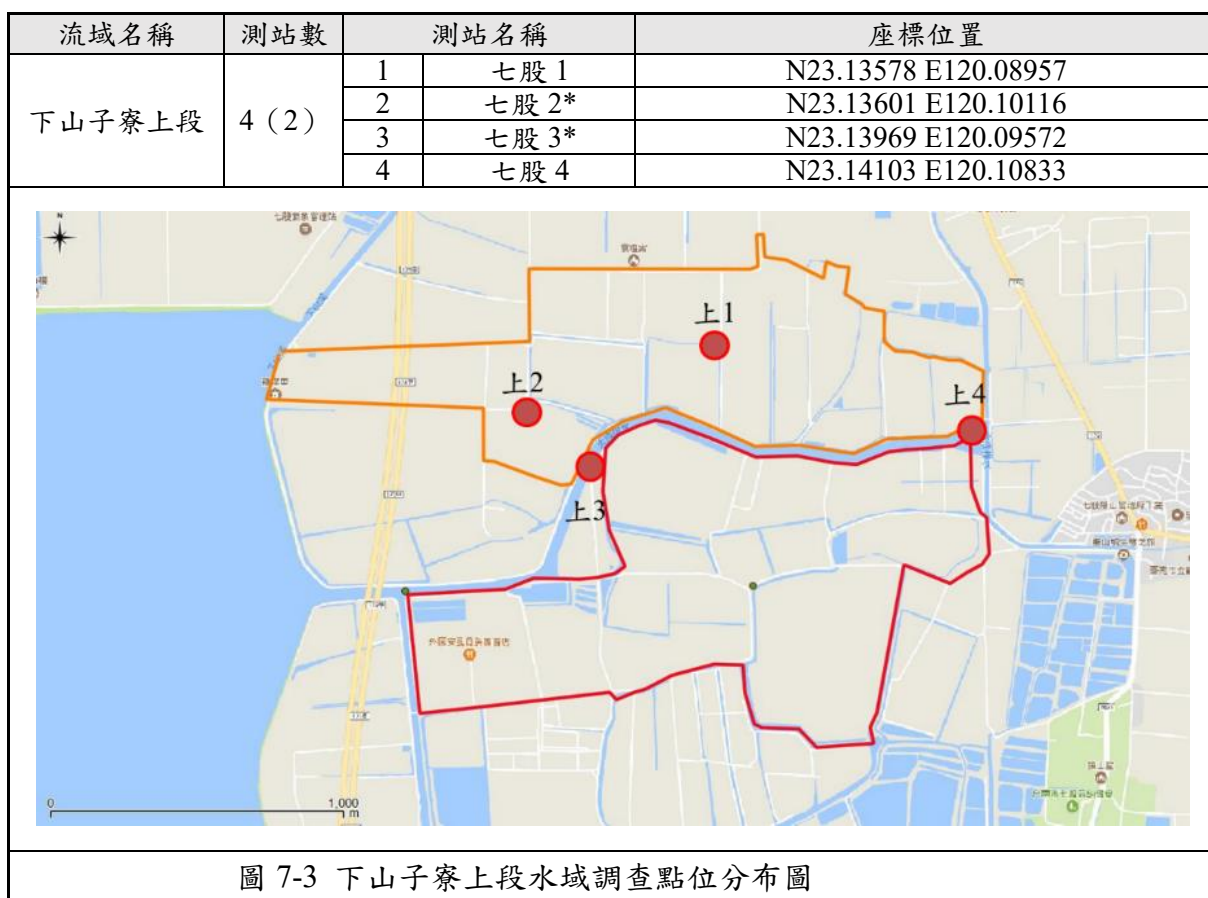 流域名稱 測站數 測站名稱 座標位置
下山子寮上段 4（2） 1 七股 1 N23.13578 E120.08957
2 七股 2* N23.13601 E120.10116
3 七股 3* N23.13969 E120.09572
4 七股 4 N23.14103 E120.10833
N
上1
上2
上4
上3
0 1,000
m
圖 7-3 下山子寮上段水域調查點位分布圖